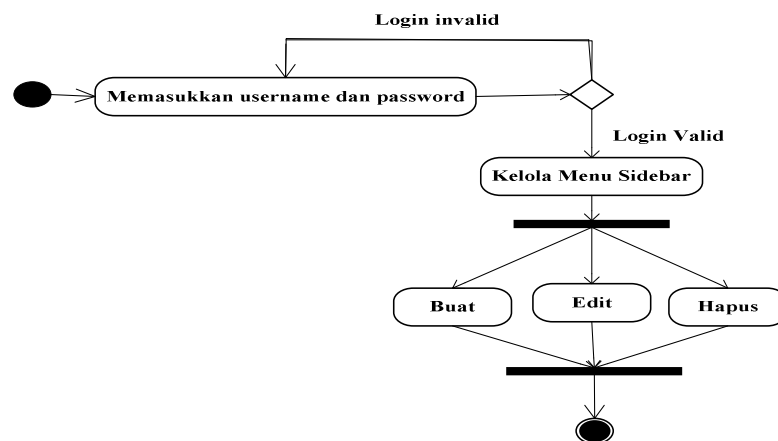 Login invalid
Memasukkan username dan password
Login Valid
Kelola Menu Sidebar
Buat
Edit
Hapus